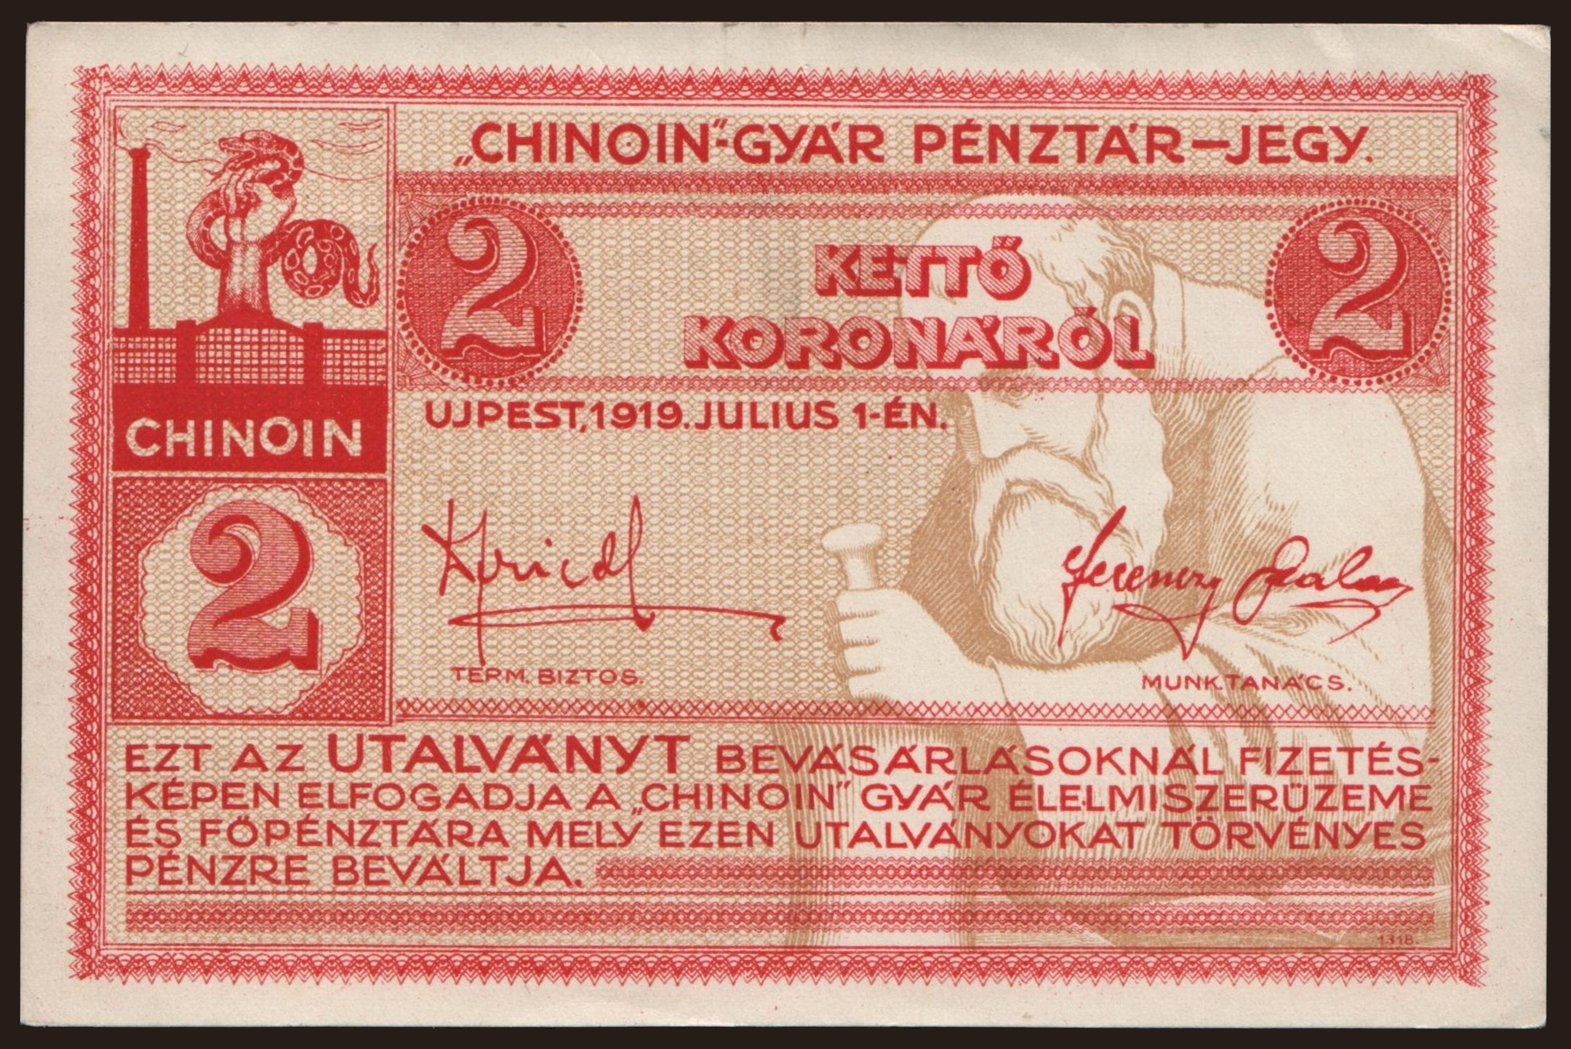 „CHINOIN”-GYÁR PÉNZTÁR-JEGY.
2
2
KETTŐ
KORONÁRÓL
UJPEST, 1919. JULIUS 1-ÉN.
CHINOIN
2
TERM. BIZTOS.
MUNK. TANÁCS.
EZT AZ UTALVÁNYT BEVÁSÁRLÁSOKNÁL FIZETÉS-
KÉPEN ELFOGADJA A „CHINOIN” GYÁR ÉLELMISZERÜZEME
ÉS FŐPÉNZTÁRA MELY EZEN UTALVÁNYOKAT TÖRVÉNYES
PÉNZRE BEVÁLTJA.
1318.